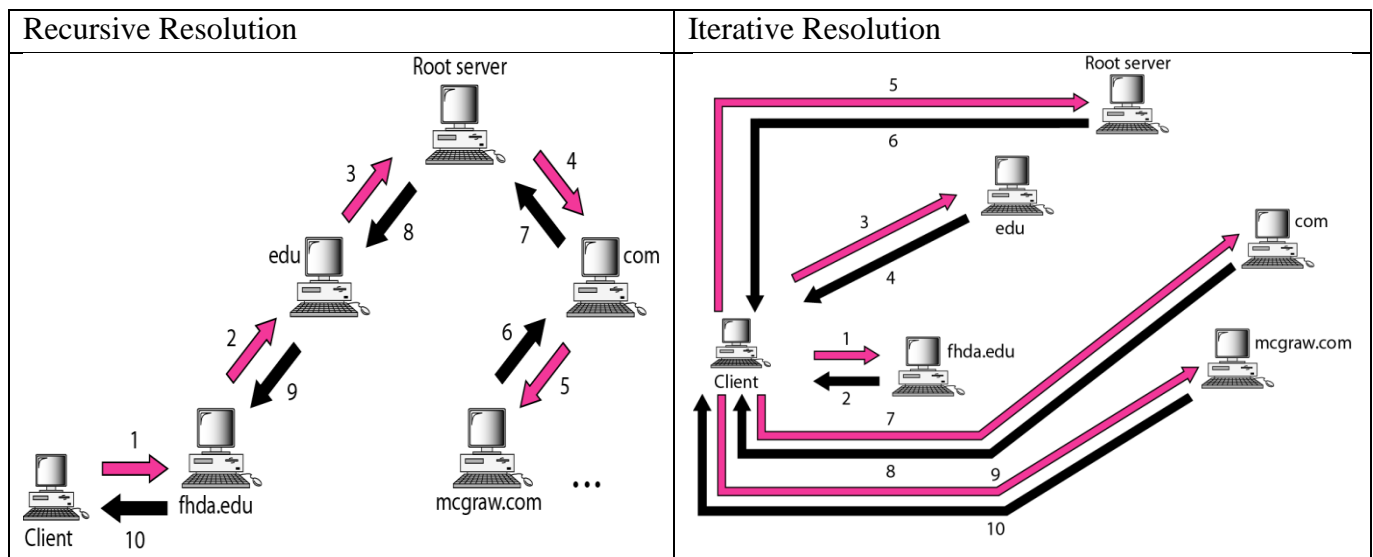 Recursive Resolution
Root server
3
4
8
7
edu
com
2
6
9
5
1
fhda.edu
mcgraw.com
...
Client
10
Iterative Resolution
Root server
5
6
3
edu
4
com
1
fhda.edu
mcgraw.com
Client
2
7
8
9
10